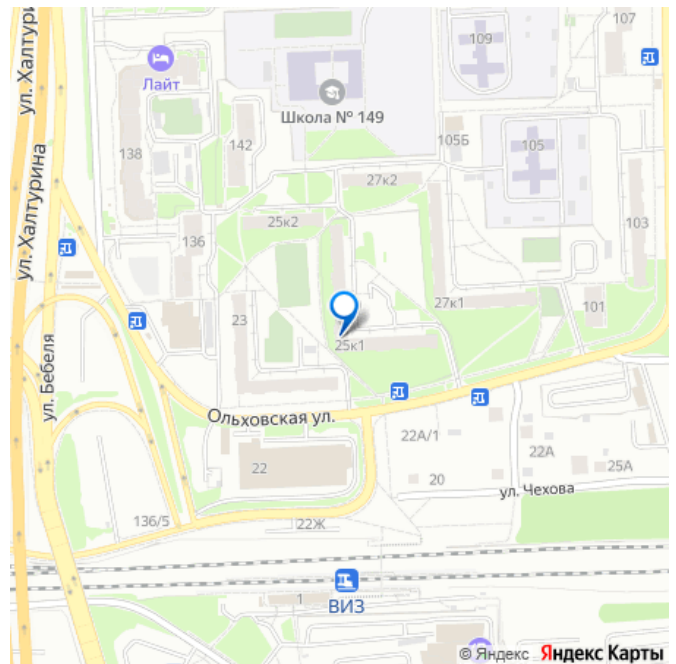 ул. Халтурина
107
109
Лайт
Школа № 149
142
138
105Б
105
27к2
25к2
136
103
ул. Халтурина
27к1
101
23
25к1
ул. Бебеля
Ольховская ул.
22А/1
22А
25А
22
20
ул. Чехова
136/5
22Ж
1
ВИЗ
© Яндекс Яндекс Карты